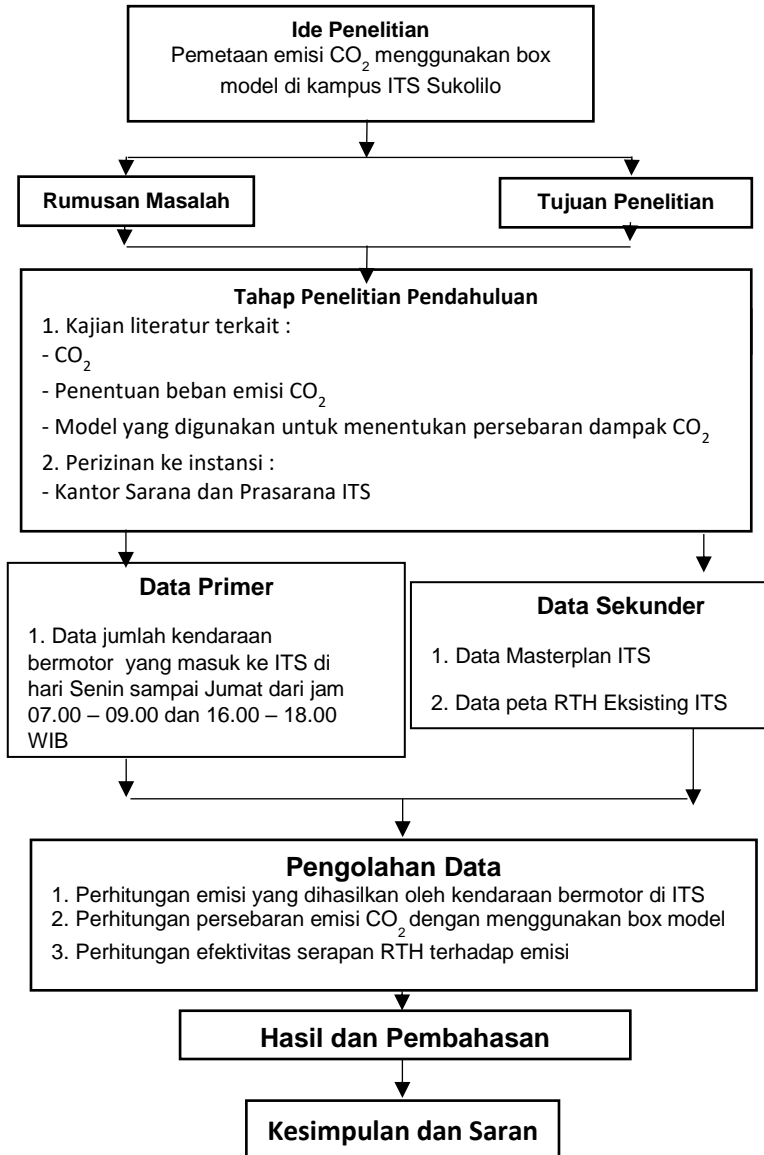 Ide Penelitian
Pemetaan emisi CO₂ menggunakan box
model di kampus ITS Sukolilo
Rumusan Masalah
Tujuan Penelitian
Tahap Penelitian Pendahuluan
1. Kajian literatur terkait :
- CO₂
- Penentuan beban emisi CO₂
- Model yang digunakan untuk menentukan persebaran dampak CO₂
2. Perizinan ke instansi :
- Kantor Sarana dan Prasarana ITS
Data Primer
1. Data jumlah kendaraan
bermotor yang masuk ke ITS di
hari Senin sampai Jumat dari jam
07.00 – 09.00 dan 16.00 – 18.00
WIB
Data Sekunder
1. Data Masterplan ITS
2. Data peta RTH Eksisting ITS
Pengolahan Data
1. Perhitungan emisi yang dihasilkan oleh kendaraan bermotor di ITS
2. Perhitungan persebaran emisi CO₂ dengan menggunakan box model
3. Perhitungan efektivitas serapan RTH terhadap emisi
Hasil dan Pembahasan
Kesimpulan dan Saran